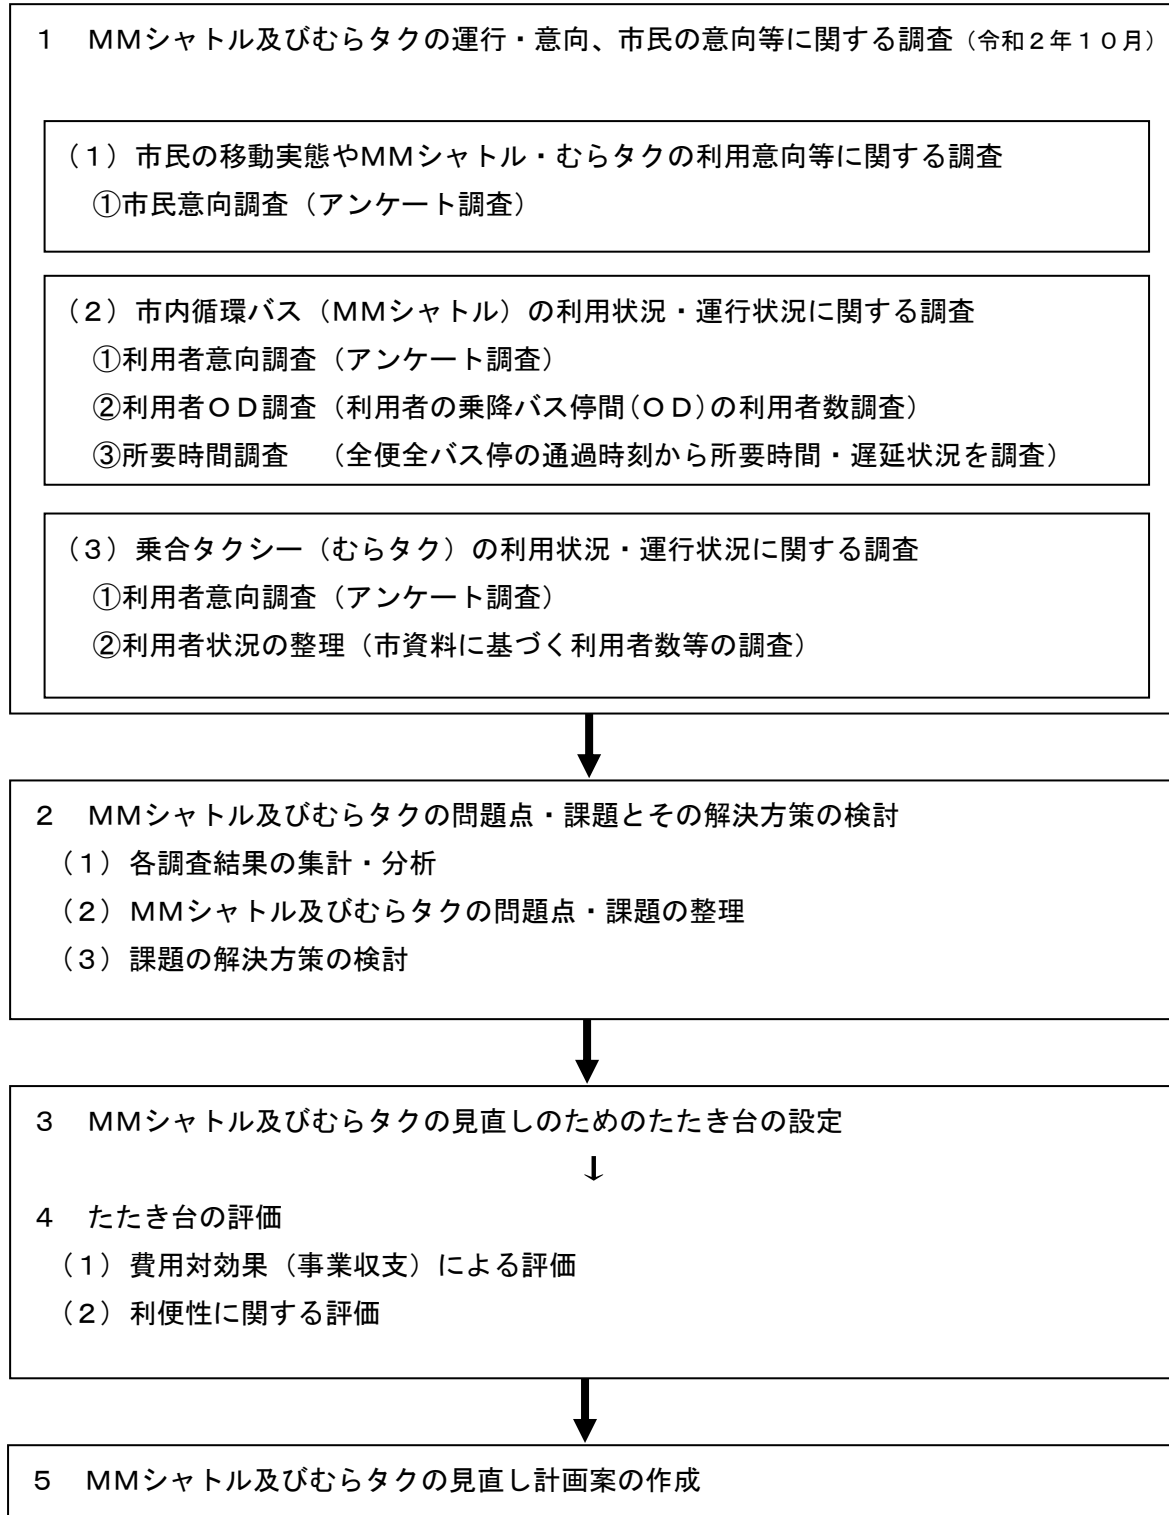 １　ＭＭシャトル及びむらタクの運行・意向、市民の意向等に関する調査（令和２年１０月）
（１）市民の移動実態やＭＭシャトル・むらタクの利用意向等に関する調査
①市民意向調査（アンケート調査）
（２）市内循環バス（ＭＭシャトル）の利用状況・運行状況に関する調査
①利用者意向調査（アンケート調査）
②利用者ＯＤ調査（利用者の乗降バス停間(ＯＤ)の利用者数調査）
③所要時間調査　（全便全バス停の通過時刻から所要時間・遅延状況を調査）
（３）乗合タクシー（むらタク）の利用状況・運行状況に関する調査
①利用者意向調査（アンケート調査）
②利用者状況の整理（市資料に基づく利用者数等の調査）
２　ＭＭシャトル及びむらタクの問題点・課題とその解決方策の検討
（１）各調査結果の集計・分析
（２）ＭＭシャトル及びむらタクの問題点・課題の整理
（３）課題の解決方策の検討
３　ＭＭシャトル及びむらタクの見直しのためのたたき台の設定
↓
４　たたき台の評価
（１）費用対効果（事業収支）による評価
（２）利便性に関する評価
５　ＭＭシャトル及びむらタクの見直し計画案の作成